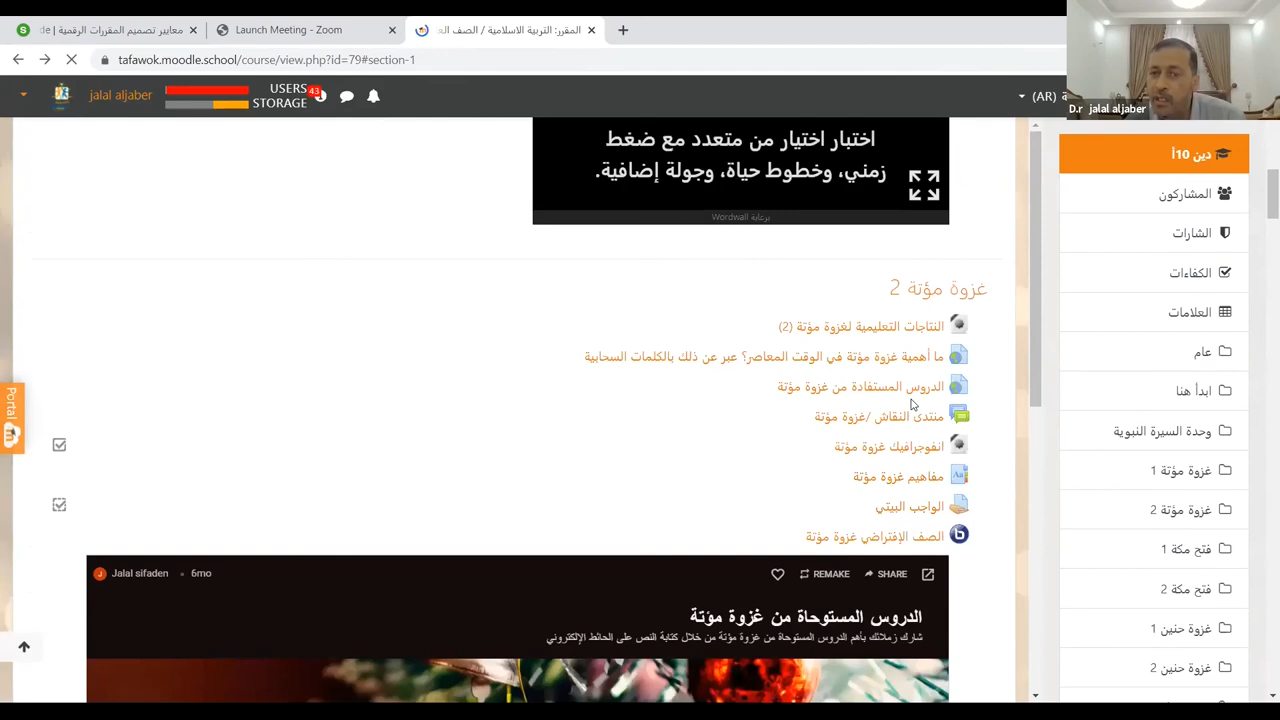 معايير تصميم المقررات الرقمية | de
Launch Meeting - Zoom
المقرر: التربية الاسلامية / الصف الع
tafawok.moodle.school/course/view.php?id=79#section-1
jalal aljaber
USERS
STORAGE
43
(AR)
D.r jalal aljaber
اختبار اختيار من متعدد مع ضغط
زمني، وخطوط حياة، وجولة إضافية.
برعاية Wordwall
غزوة مؤتة 2
النتاجات التعليمية لغزوة مؤتة (2)
ما أهمية غزوة مؤتة في الوقت المعاصر؟ عبر عن ذلك بالكلمات السحابية
الدروس المستفادة من غزوة مؤتة
منتدى النقاش /غزوة مؤتة
انفوجرافيك غزوة مؤتة
مفاهيم غزوة مؤتة
الواجب البيتي
الصف الإفتراضي غزوة مؤتة
Jalal sifaden • 6mo
REMAKE
SHARE
الدروس المستوحاة من غزوة مؤتة
شارك زملائك بأهم الدروس المستوحاة من غزوة مؤتة من خلال كتابة النص على الحائط الإلكتروني
Portal
دين 10أ
المشاركون
الشارات
الكفاءات
العلامات
عام
ابدأ هنا
وحدة السيرة النبوية
غزوة مؤتة 1
غزوة مؤتة 2
فتح مكة 1
فتح مكة 2
غزوة حنين 1
غزوة حنين 2